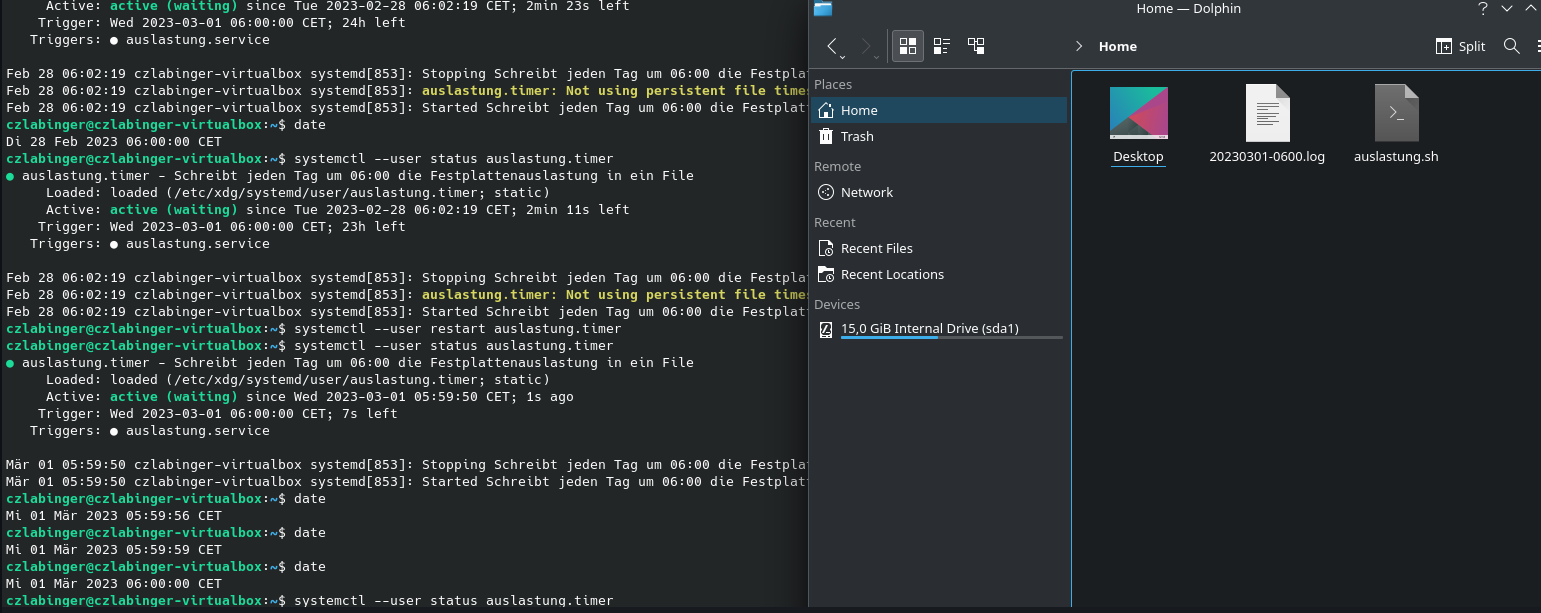 Active: active (waiting) since Tue 2023-02-28 06:02:19 CET; 2min 23s left
Trigger: Wed 2023-03-01 06:00:00 CET; 24h left
Triggers: ● auslastung.service
Feb 28 06:02:19 czlabinger-virtualbox systemd[853]: Stopping Schreibt jeden Tag um 06:00 die Festplat
Feb 28 06:02:19 czlabinger-virtualbox systemd[853]: auslastung.timer: Not using persistent file times
Feb 28 06:02:19 czlabinger-virtualbox systemd[853]: Started Schreibt jeden Tag um 06:00 die Festplatt
czlabinger@czlabinger-virtualbox:~$ date
Di 28 Feb 2023 06:00:00 CET
czlabinger@czlabinger-virtualbox:~$ systemctl --user status auslastung.timer
● auslastung.timer - Schreibt jeden Tag um 06:00 die Festplattenauslastung in ein File
Loaded: loaded (/etc/xdg/systemd/user/auslastung.timer; static)
Active: active (waiting) since Tue 2023-02-28 06:02:19 CET; 2min 11s left
Trigger: Wed 2023-03-01 06:00:00 CET; 23h left
Triggers: ● auslastung.service
Feb 28 06:02:19 czlabinger-virtualbox systemd[853]: Stopping Schreibt jeden Tag um 06:00 die Festplat
Feb 28 06:02:19 czlabinger-virtualbox systemd[853]: auslastung.timer: Not using persistent file times
Feb 28 06:02:19 czlabinger-virtualbox systemd[853]: Started Schreibt jeden Tag um 06:00 die Festplatt
czlabinger@czlabinger-virtualbox:~$ systemctl --user restart auslastung.timer
czlabinger@czlabinger-virtualbox:~$ systemctl --user status auslastung.timer
● auslastung.timer - Schreibt jeden Tag um 06:00 die Festplattenauslastung in ein File
Loaded: loaded (/etc/xdg/systemd/user/auslastung.timer; static)
Active: active (waiting) since Wed 2023-03-01 05:59:50 CET; 1s ago
Trigger: Wed 2023-03-01 06:00:00 CET; 7s left
Triggers: ● auslastung.service
Mär 01 05:59:50 czlabinger-virtualbox systemd[853]: Stopping Schreibt jeden Tag um 06:00 die Festplat
Mär 01 05:59:50 czlabinger-virtualbox systemd[853]: Started Schreibt jeden Tag um 06:00 die Festplatt
czlabinger@czlabinger-virtualbox:~$ date
Mi 01 Mär 2023 05:59:56 CET
czlabinger@czlabinger-virtualbox:~$ date
Mi 01 Mär 2023 05:59:59 CET
czlabinger@czlabinger-virtualbox:~$ date
Mi 01 Mär 2023 06:00:00 CET
czlabinger@czlabinger-virtualbox:~$ systemctl --user status auslastung.timer
Home — Dolphin
Home
Split
Places
Home
Trash
Remote
Network
Recent
Recent Files
Recent Locations
Devices
15,0 GiB Internal Drive (sda1)
Desktop
20230301-0600.log
auslastung.sh